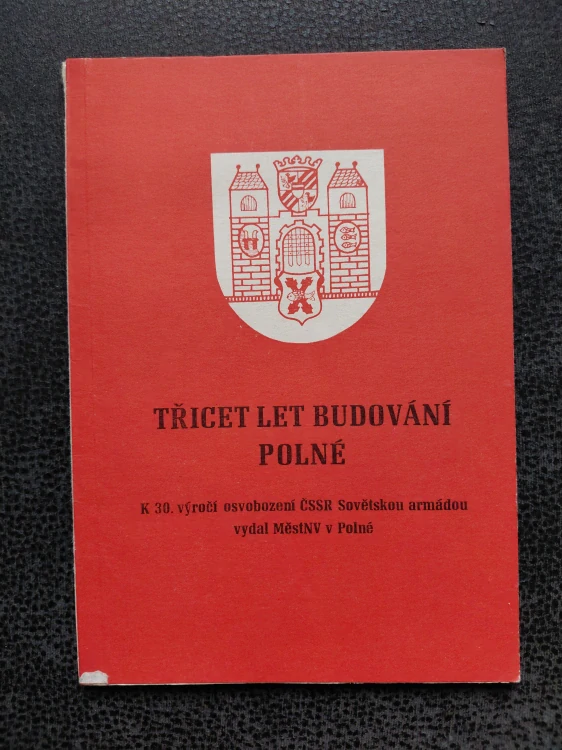 TŘICET LET BUDOVÁNÍ
POLNÉ
K 30. výročí osvobození ČSSR Sovětskou armádou
vydal MěstNV v Polné